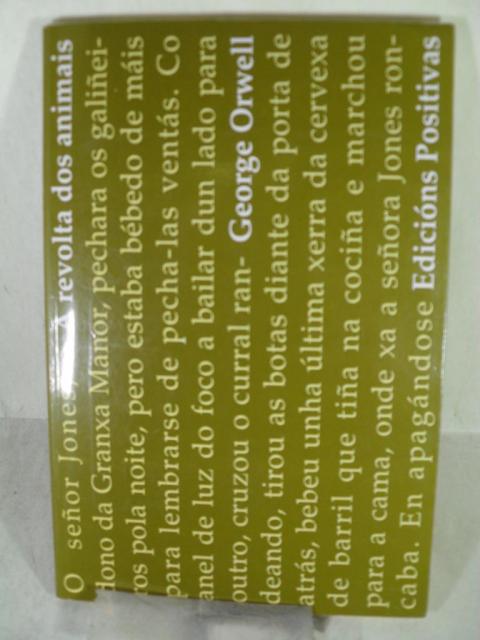 O señor Jones, A revolta dos animais
dono da Granxa Manor, pechara os galiñei-
ros pola noite, pero estaba bébedo de máis
para lembrarse de pecha-las ventás. Co
anel de luz do foco a bailar dun lado para
outro, cruzou o curral ran- George Orwell
deando, tirou as botas diante da porta de
atrás, bebeu unha última xerra da cervexa
de barril que tiña na cociña e marchou
para a cama, onde xa a señora Jones ron-
caba. En apagándose Edicións Positivas